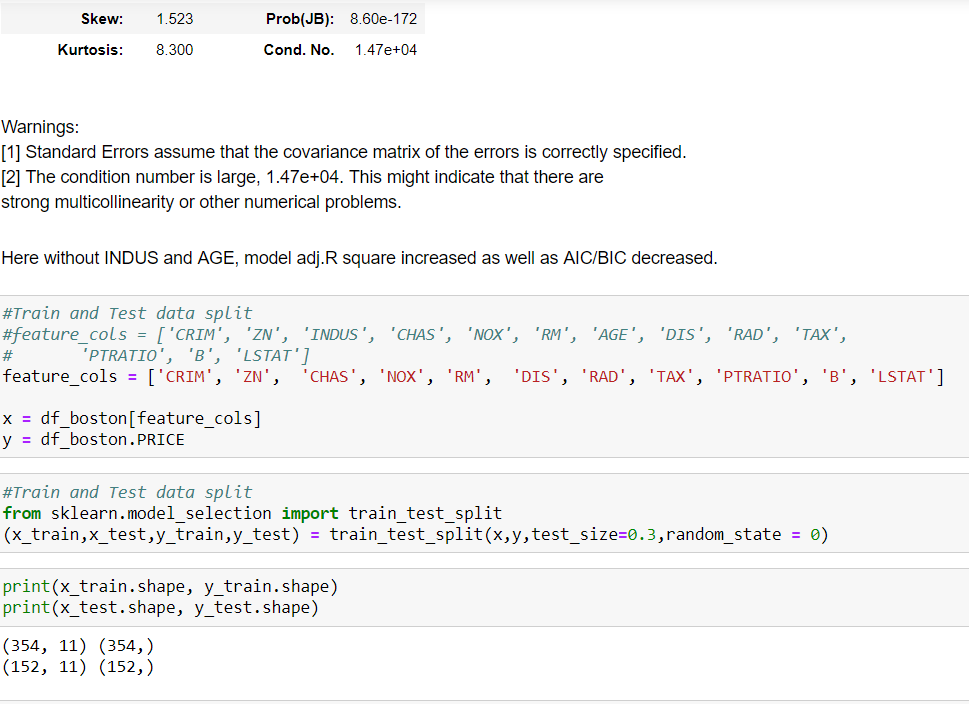 Skew: 1.523 Prob(JB): 8.60e-172
Kurtosis: 8.300 Cond. No. 1.47e+04
Warnings:
[1] Standard Errors assume that the covariance matrix of the errors is correctly specified.
[2] The condition number is large, 1.47e+04. This might indicate that there are
strong multicollinearity or other numerical problems.
Here without INDUS and AGE, model adj.R square increased as well as AIC/BIC decreased.
#Train and Test data split
#feature_cols = ['CRIM', 'ZN', 'INDUS', 'CHAS', 'NOX', 'RM', 'AGE', 'DIS', 'RAD', 'TAX',
#       'PTRATIO', 'B', 'LSTAT']
feature_cols = ['CRIM', 'ZN',  'CHAS', 'NOX', 'RM',  'DIS', 'RAD', 'TAX', 'PTRATIO', 'B', 'LSTAT']
x = df_boston[feature_cols]
y = df_boston.PRICE
#Train and Test data split
from sklearn.model_selection import train_test_split
(x_train,x_test,y_train,y_test) = train_test_split(x,y,test_size=0.3,random_state = 0)
print(x_train.shape, y_train.shape)
print(x_test.shape, y_test.shape)
(354, 11) (354,)
(152, 11) (152,)